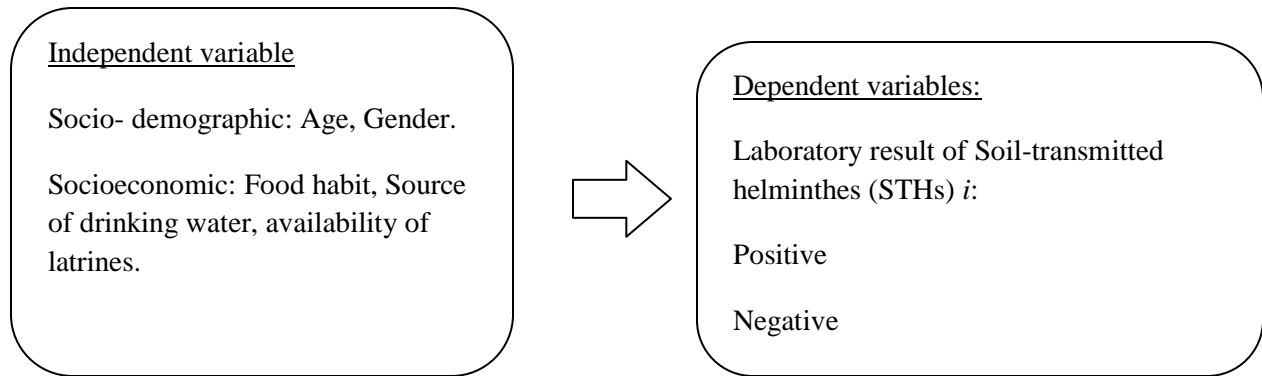 Independent variable
Socio- demographic: Age, Gender.
Socioeconomic: Food habit, Source
of drinking water, availability of
latrines.
Dependent variables:
Laboratory result of Soil-transmitted
helminthes (STHs) i:
Positive
Negative